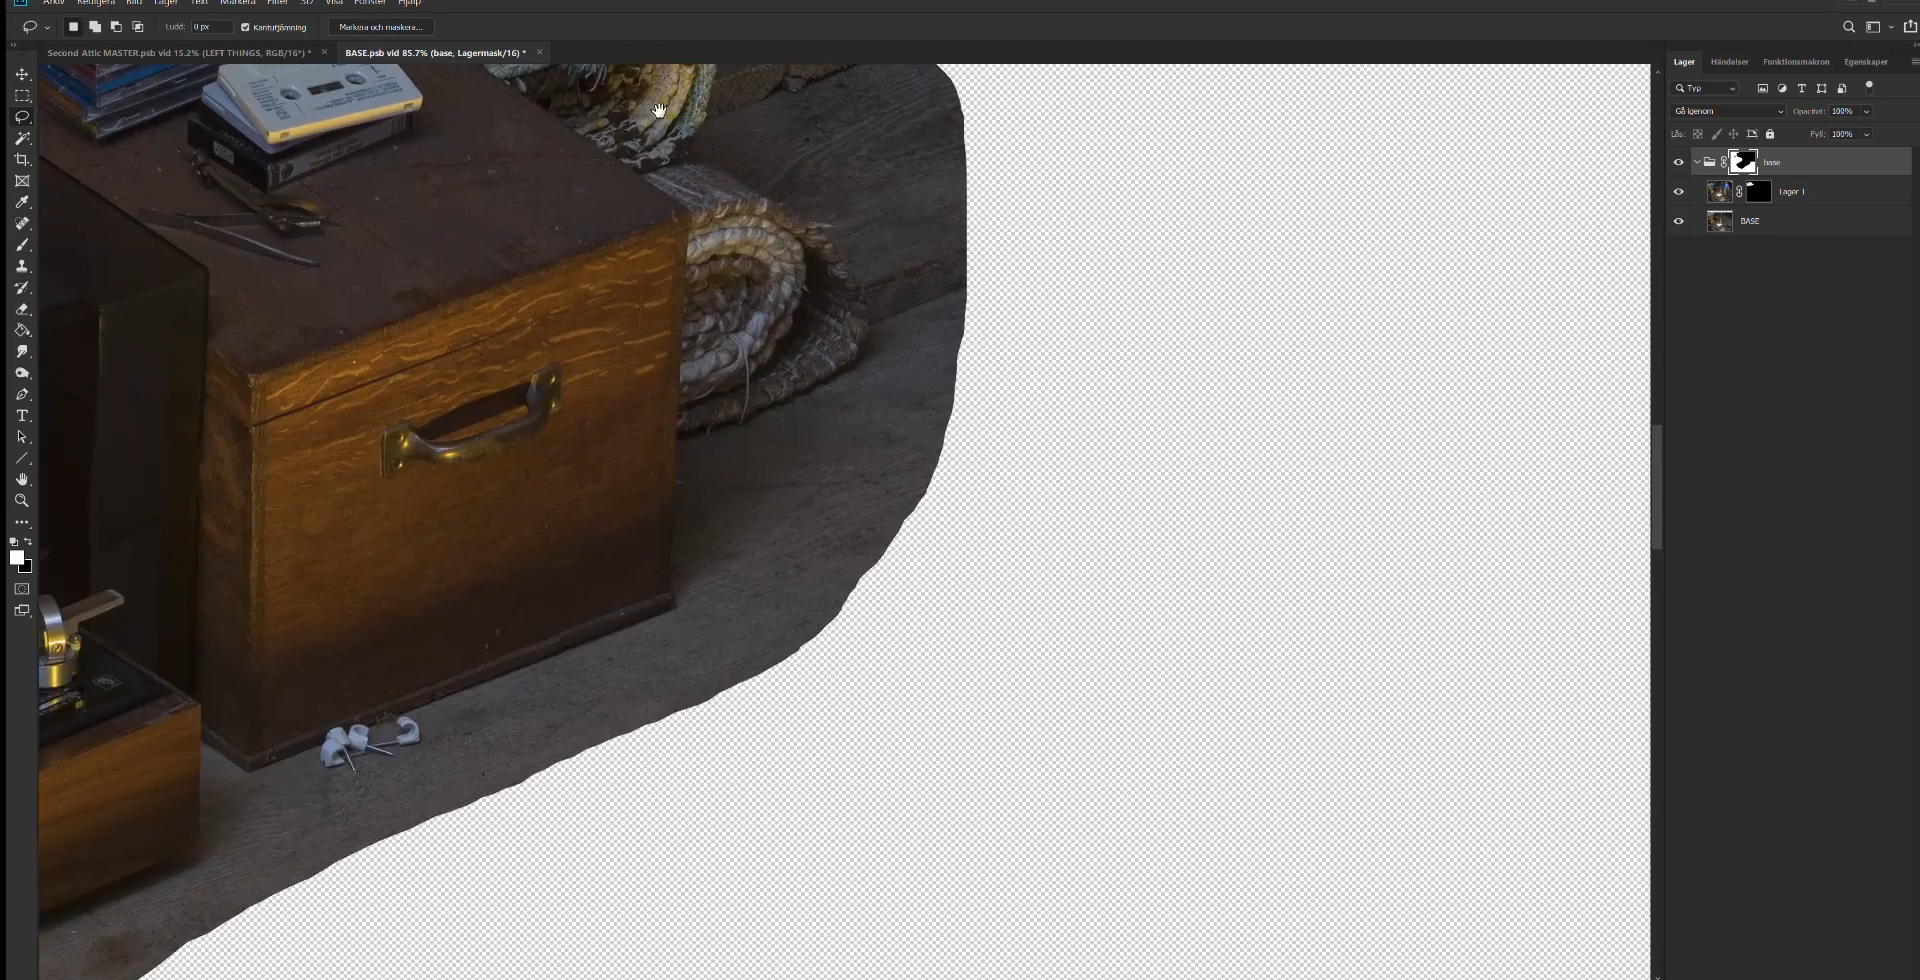 Arkiv Redigera Bild Lager Text Markera Filter 3D Visa Fönster Hjälp
Ludd: 0 px Kantutjämning Markera och maskera...
Second Attic MASTER.psb vid 15.2% (LEFT THINGS, RGB/16*) * × BASE.psb vid 85.7% (base, Lagermask/16) * ×
Lager Händelser Funktionsmakron Egenskaper
Typ
Gå igenom Opacitet: 100%
Lås: Fyll: 100%
base
Lager 1
BASE